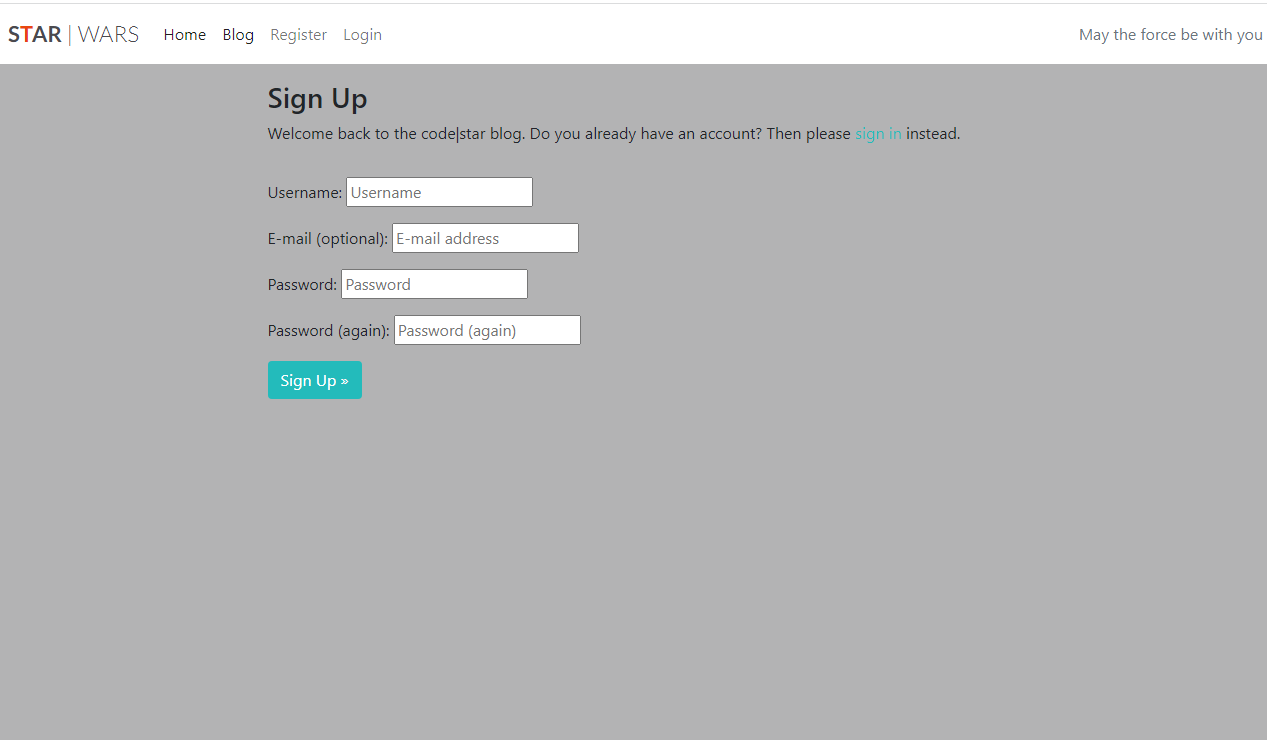 STAR | WARS Home Blog Register Login May the force be with you
Sign Up
Welcome back to the code|star blog. Do you already have an account? Then please sign in instead.
Username: Username
E-mail (optional): E-mail address
Password: Password
Password (again): Password (again)
Sign Up »